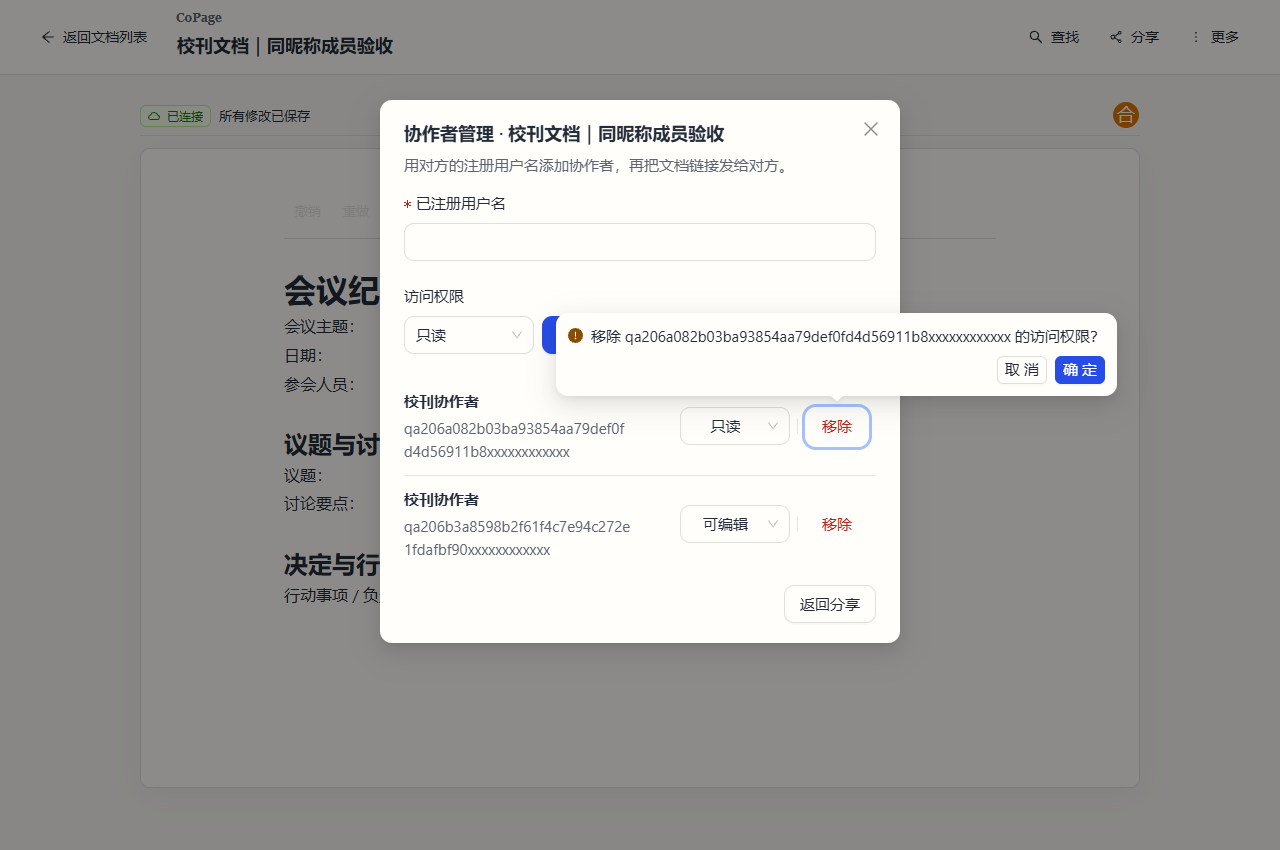 CoPage
返回文档列表
校刊文档｜同昵称成员验收
查找
分享
更多
已连接
所有修改已保存
合
协作者管理 · 校刊文档｜同昵称成员验收
用对方的注册用户名添加协作者，再把文档链接发给对方。
撤销
重做
* 已注册用户名
会议纪
会议主题：
日期：
参会人员：
访问权限
只读
移除 qa206a082b03ba93854aa79def0fd4d56911b8xxxxxxxxxxxx 的访问权限？
取 消
确 定
校刊协作者
qa206a082b03ba93854aa79def0f
d4d56911b8xxxxxxxxxxxx
只读
移除
议题与讨
议题：
讨论要点：
校刊协作者
qa206b3a8598b2f61f4c7e94c272e
1fdafbf90xxxxxxxxxxxx
可编辑
移除
决定与行
行动事项 / 负
返回分享